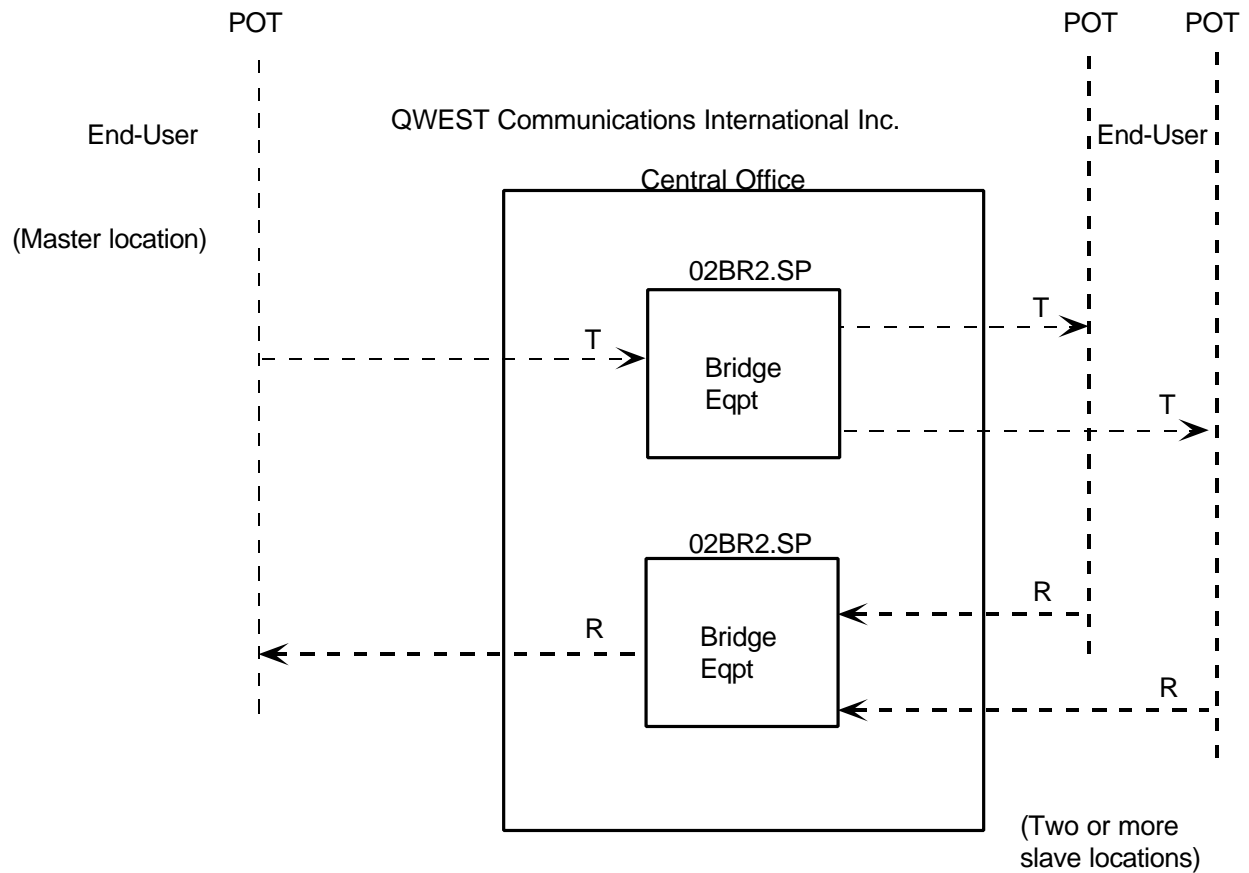 POT
POT
POT
End-User
QWEST Communications International Inc.
End-User
Central Office
(Master location)
02BR2.SP
T
T
Bridge
Eqpt
T
02BR2.SP
R
R
Bridge
Eqpt
R
(Two or more
slave locations)